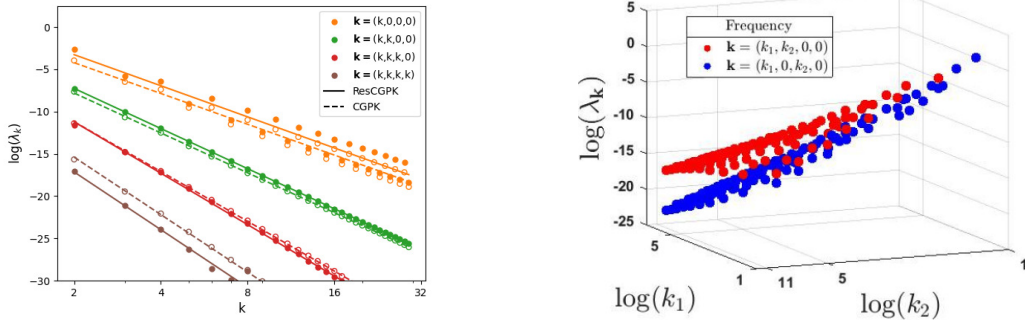 0
−5
−10
−15
−20
−25
−30
log(λk)
2
4
8
16
32
k
k = (k,0,0,0)
k = (k,k,0,0)
k = (k,k,k,0)
k = (k,k,k,k)
ResCGPK
CGPK
5
0
-5
-10
-15
-20
-25
log(λk)
Frequency
k = (k1, k2, 0, 0)
k = (k1, 0, k2, 0)
5
1
11
5
1
log(k1)
log(k2)